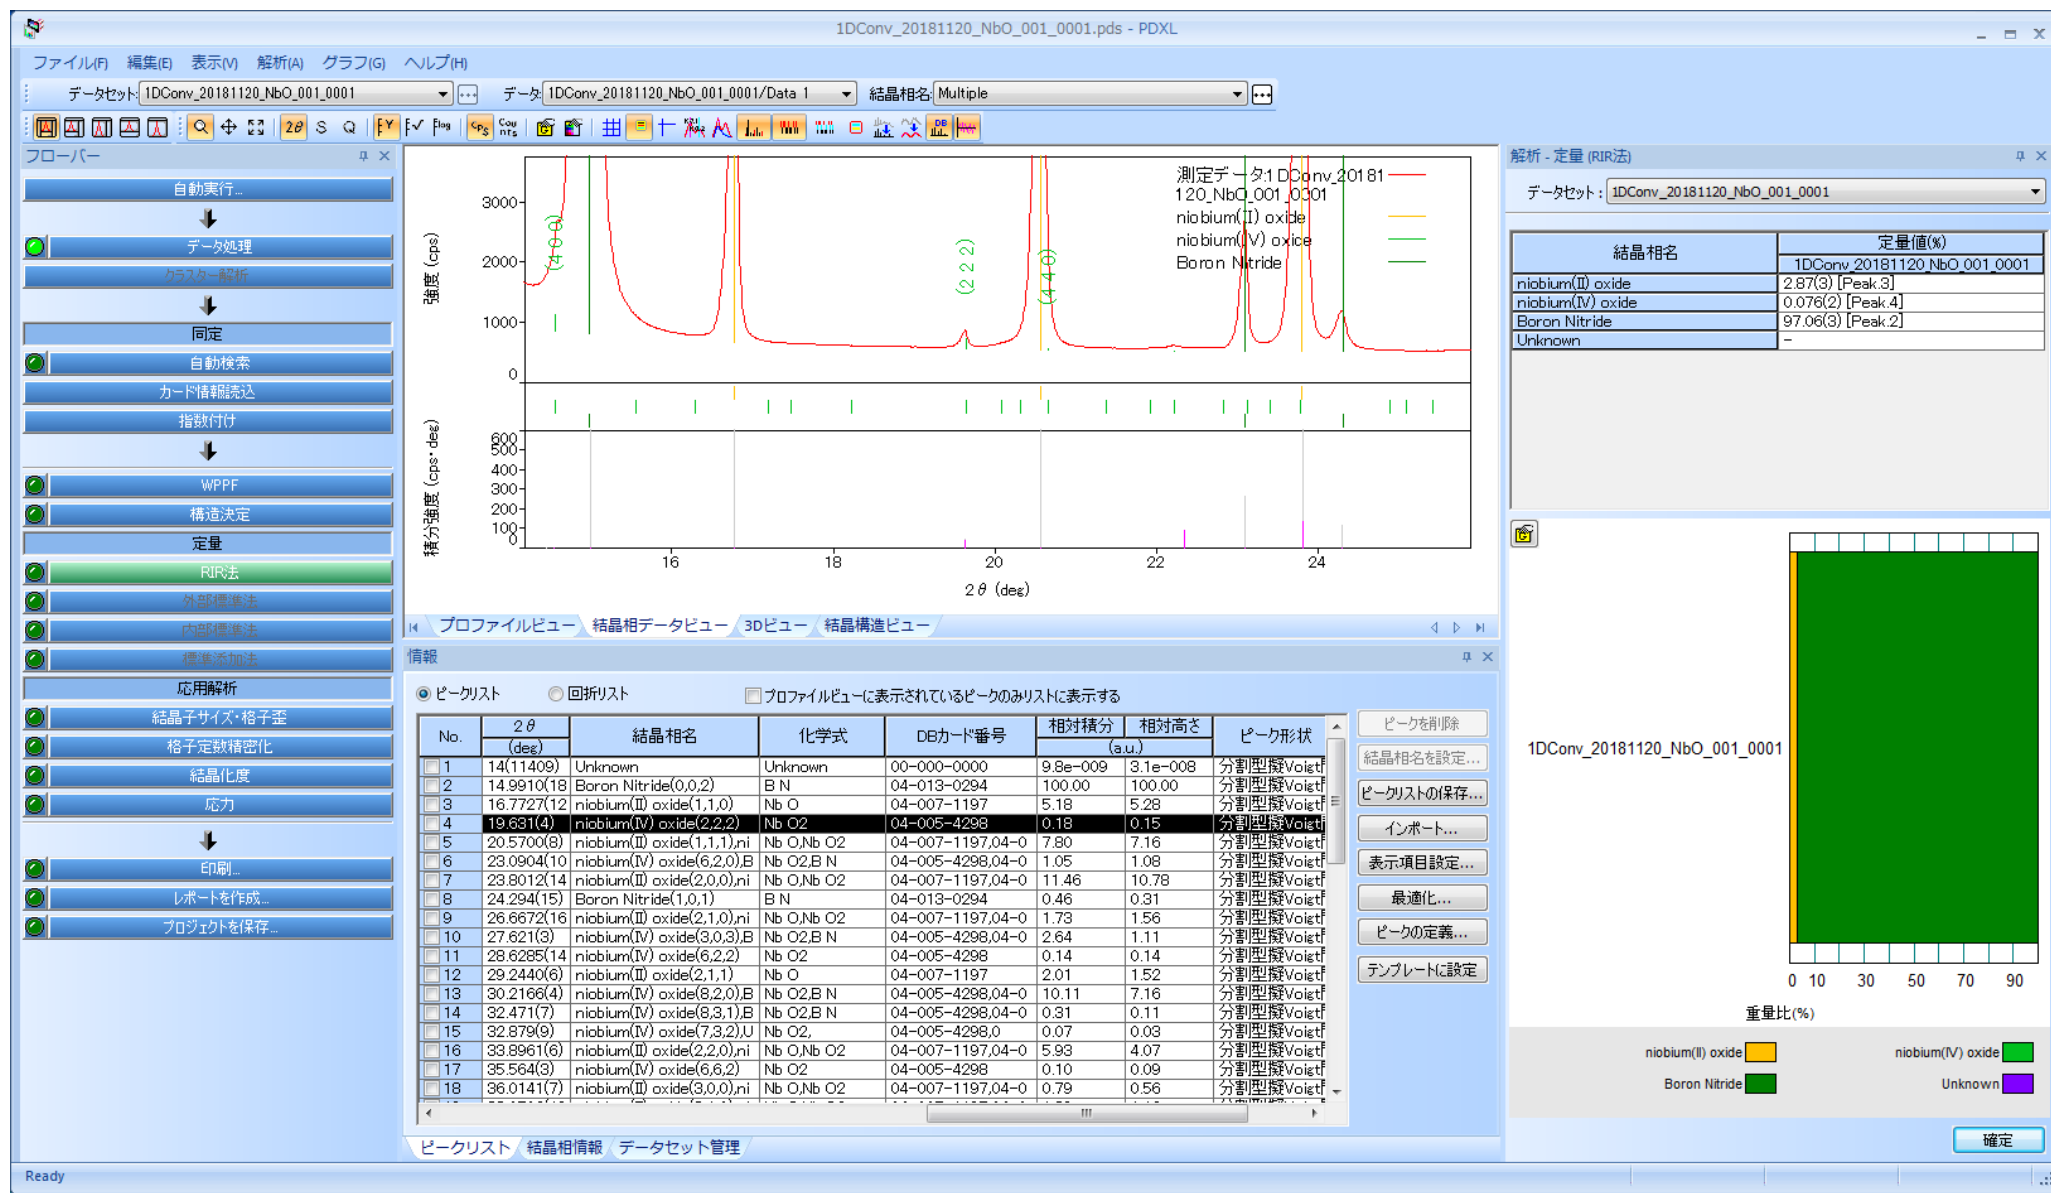 1DConv_20181120_NbO_001_0001.pds - PDXL
ファイル(F) 編集(E) 表示(V) 解析(A) グラフ(G) ヘルプ(H)
データセット: 1DConv_20181120_NbO_001_0001 データ: 1DConv_20181120_NbO_001_0001/Data 1 結晶相名: Multiple
フローバー
自動実行...
データ処理
クラスター解析
同定
自動検索
カード情報読込
指数付け
WPPF
構造決定
定量
RIR法
外部標準法
内部標準法
標準添加法
応用解析
結晶子サイズ・格子歪
格子定数精密化
結晶化度
応力
印刷...
レポートを作成...
プロジェクトを保存...
強度 (cps)
3000
2000
1000
0
(400)
(222)
(440)
測定データ:1DConv_20181
120_NbO_001_0001
niobium(II) oxide
niobium(IV) oxide
Boron Nitride
積分強度 (cps・deg)
600
500
400
300
200
100
0
16 18 20 22 24
2θ (deg)
プロファイルビュー 結晶相データビュー 3Dビュー 結晶構造ビュー
情報
ピークリスト 回折リスト プロファイルビューに表示されているピークのみリストに表示する
No. 2θ (deg) 結晶相名 化学式 DBカード番号 相対積分 相対高さ (a.u.) ピーク形状
1 14(11409) Unknown Unknown 00-000-0000 9.8e-009 3.1e-008 分割型擬Voigt
2 14.9910(18 Boron Nitride(0,0,2) B N 04-013-0294 100.00 100.00 分割型擬Voigt
3 16.7727(12 niobium(II) oxide(1,1,0) Nb O 04-007-1197 5.18 5.28 分割型擬Voigt
4 19.631(4) niobium(IV) oxide(2,2,2) Nb O2 04-005-4298 0.18 0.15 分割型擬Voigt
5 20.5700(8) niobium(II) oxide(1,1,1),ni Nb O,Nb O2 04-007-1197,04-0 7.80 7.16 分割型擬Voigt
6 23.0904(10 niobium(IV) oxide(6,2,0),B Nb O2,B N 04-005-4298,04-0 1.05 1.08 分割型擬Voigt
7 23.8012(14 niobium(II) oxide(2,0,0),ni Nb O,Nb O2 04-007-1197,04-0 11.46 10.78 分割型擬Voigt
8 24.294(15) Boron Nitride(1,0,1) B N 04-013-0294 0.46 0.31 分割型擬Voigt
9 26.6672(16 niobium(II) oxide(2,1,0),ni Nb O,Nb O2 04-007-1197,04-0 1.73 1.56 分割型擬Voigt
10 27.621(3) niobium(IV) oxide(3,0,3),B Nb O2,B N 04-005-4298,04-0 2.64 1.11 分割型擬Voigt
11 28.6285(14 niobium(IV) oxide(6,2,2) Nb O2 04-005-4298 0.14 0.14 分割型擬Voigt
12 29.2440(6) niobium(II) oxide(2,1,1) Nb O 04-007-1197 2.01 1.52 分割型擬Voigt
13 30.2166(4) niobium(IV) oxide(8,2,0),B Nb O2,B N 04-005-4298,04-0 10.11 7.16 分割型擬Voigt
14 32.471(7) niobium(IV) oxide(8,3,1),B Nb O2,B N 04-005-4298,04-0 0.31 0.11 分割型擬Voigt
15 32.879(9) niobium(IV) oxide(7,3,2),U Nb O2, 04-005-4298,0 0.07 0.03 分割型擬Voigt
16 33.8961(6) niobium(II) oxide(2,2,0),ni Nb O,Nb O2 04-007-1197,04-0 5.93 4.07 分割型擬Voigt
17 35.564(3) niobium(IV) oxide(6,6,2) Nb O2 04-005-4298 0.10 0.09 分割型擬Voigt
18 36.0141(7) niobium(II) oxide(3,0,0),ni Nb O,Nb O2 04-007-1197,04-0 0.79 0.56 分割型擬Voigt
ピークを削除
結晶相名を設定...
ピークリストの保存...
インポート...
表示項目設定...
最適化...
ピークの定義...
テンプレートに設定
ピークリスト 結晶相情報 データセット管理
解析 - 定量 (RIR法)
データセット: 1DConv_20181120_NbO_001_0001
結晶相名 定量値(%)
1DConv_20181120_NbO_001_0001
niobium(II) oxide 2.87(3) [Peak.3]
niobium(IV) oxide 0.076(2) [Peak.4]
Boron Nitride 97.06(3) [Peak.2]
Unknown -
1DConv_20181120_NbO_001_0001
0 10 30 50 70 90
重量比(%)
niobium(II) oxide niobium(IV) oxide
Boron Nitride Unknown
確定
Ready